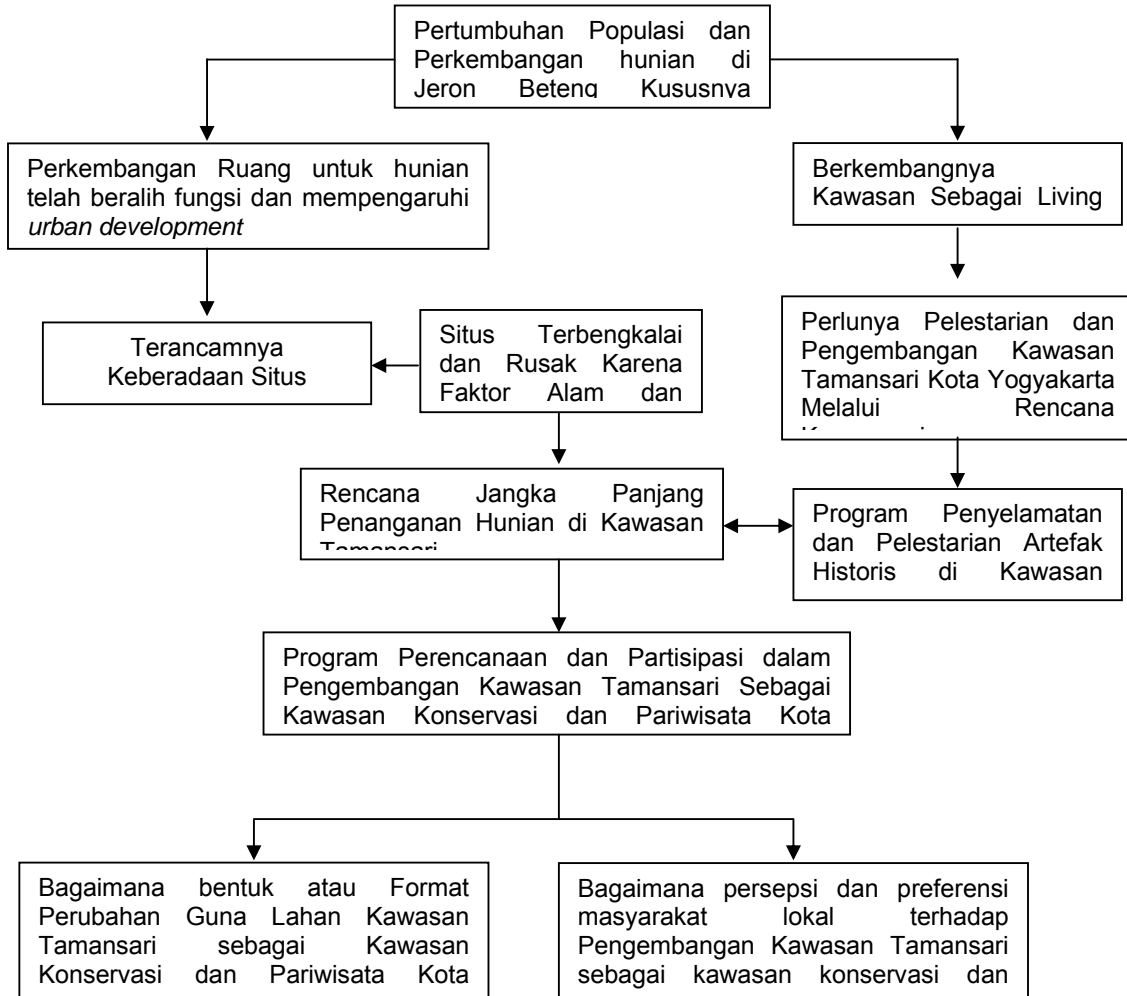 Pertumbuhan Populasi dan
Perkembangan hunian di
Jeron Beteng Kususnya
Perkembangan Ruang untuk hunian
telah beralih fungsi dan mempengaruhi
urban development
Berkembangnya
Kawasan Sebagai Living
Terancamnya
Keberadaan Situs
Situs Terbengkalai
dan Rusak Karena
Faktor Alam dan
Perlunya Pelestarian dan
Pengembangan Kawasan
Tamansari Kota Yogyakarta
Melalui Rencana
Rencana Jangka Panjang
Penanganan Hunian di Kawasan
Tamansari
Program Penyelamatan
dan Pelestarian Artefak
Historis di Kawasan
Program Perencanaan dan Partisipasi dalam
Pengembangan Kawasan Tamansari Sebagai
Kawasan Konservasi dan Pariwisata Kota
Bagaimana bentuk atau Format
Perubahan Guna Lahan Kawasan
Tamansari sebagai Kawasan
Konservasi dan Pariwisata Kota
Bagaimana persepsi dan preferensi
masyarakat lokal terhadap
Pengembangan Kawasan Tamansari
sebagai kawasan konservasi dan